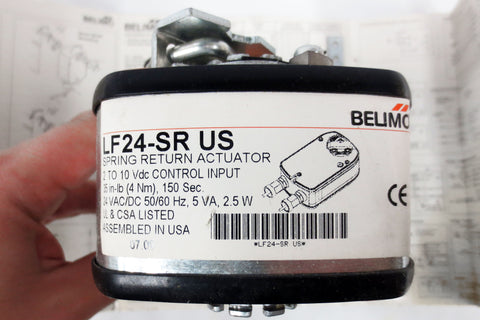 BELIMO
LF24-SR US
SPRING RETURN ACTUATOR
2 TO 10 Vdc CONTROL INPUT
35 in-lb (4 Nm), 150 Sec.
24 VAC/DC 50/60 Hz, 5 VA, 2.5 W
UL & CSA LISTED
ASSEMBLED IN USA
07.0
CE
*LF24-SR US*